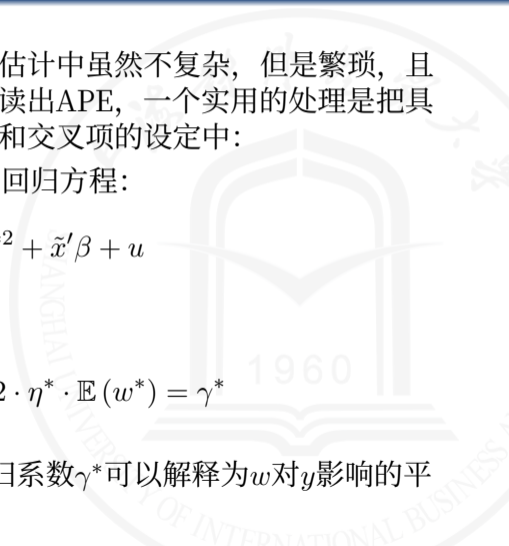 估计中虽然不复杂，但是繁琐，且
读出APE，一个实用的处理是把具
和交叉项的设定中：
回归方程：
*2 + x̃′β + u
2 · η* · 𝔼 (w*) = γ*
归系数γ*可以解释为w对y影响的平
1960